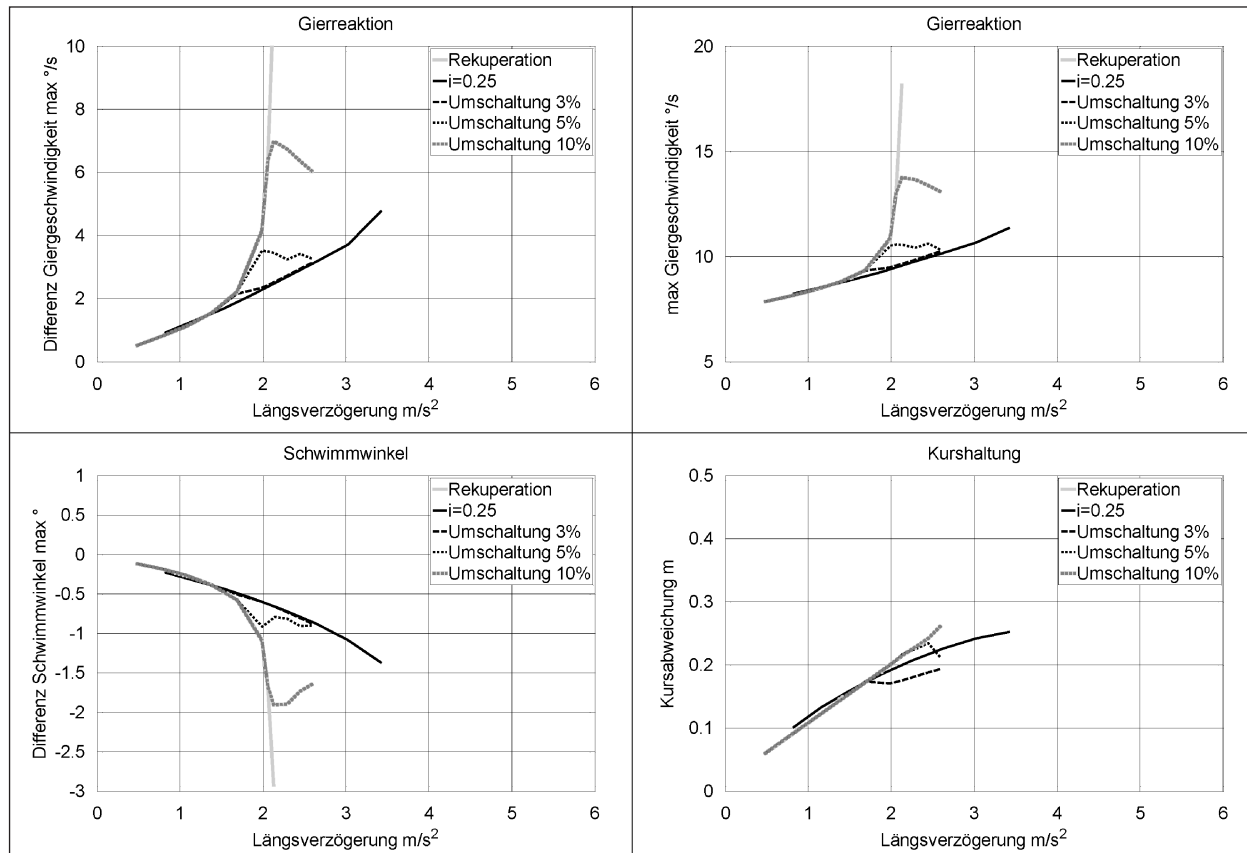 Gierreaktion
Differenz Giergeschwindigkeit max °/s
10
8
6
4
2
0
0 1 2 3 4 5 6
Längsverzögerung m/s²
Rekuperation
i=0.25
Umschaltung 3%
Umschaltung 5%
Umschaltung 10%
Gierreaktion
max Giergeschwindigkeit °/s
20
15
10
5
0 1 2 3 4 5 6
Längsverzögerung m/s²
Rekuperation
i=0.25
Umschaltung 3%
Umschaltung 5%
Umschaltung 10%
Schwimmwinkel
Differenz Schwimmwinkel max °
1
0.5
0
-0.5
-1
-1.5
-2
-2.5
-3
0 1 2 3 4 5 6
Längsverzögerung m/s²
Rekuperation
i=0.25
Umschaltung 3%
Umschaltung 5%
Umschaltung 10%
Kurshaltung
Kursabweichung m
0.5
0.4
0.3
0.2
0.1
0
0 1 2 3 4 5 6
Längsverzögerung m/s²
Rekuperation
i=0.25
Umschaltung 3%
Umschaltung 5%
Umschaltung 10%